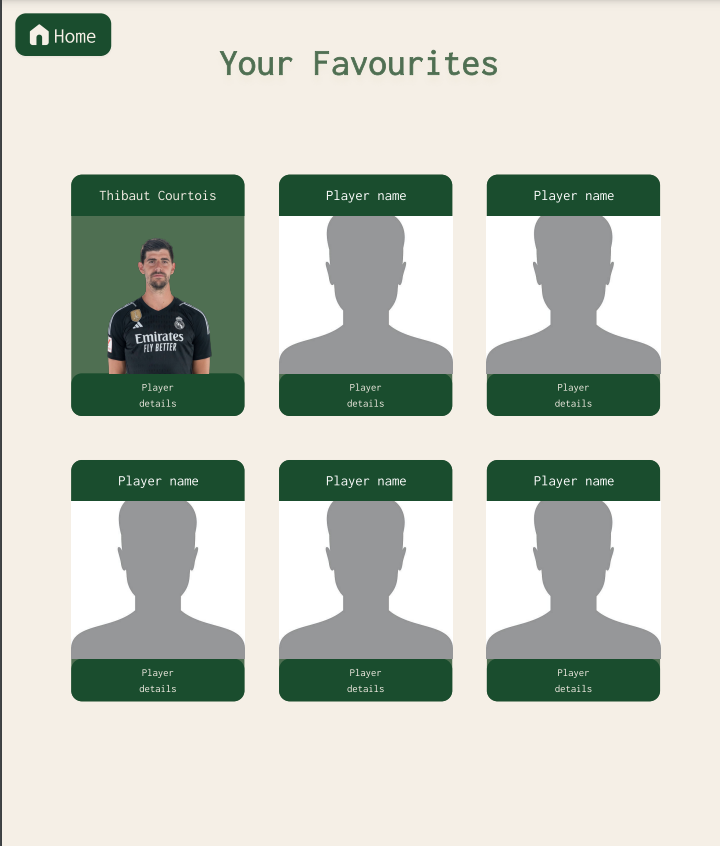 Home
Your Favourites
Thibaut Courtois
Player name
Player name
Emirates
FLY BETTER
Player
details
Player
details
Player
details
Player name
Player name
Player name
Player
details
Player
details
Player
details